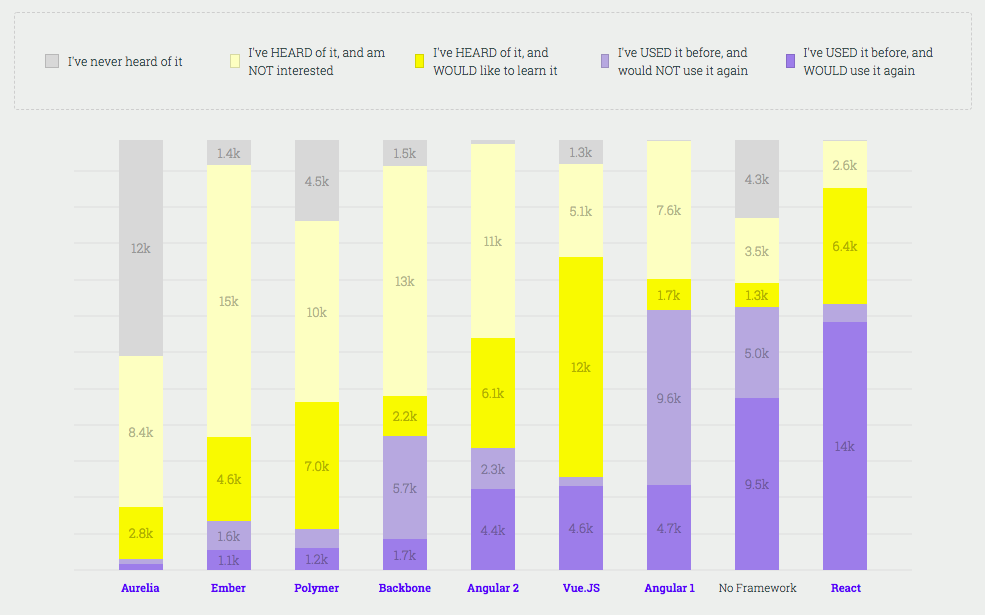 I've never heard of it
I've HEARD of it, and am
NOT interested
I've HEARD of it, and
WOULD like to learn it
I've USED it before, and
would NOT use it again
I've USED it before, and
WOULD use it again
12k
8.4k
2.8k
1.4k
15k
4.6k
1.6k
1.1k
4.5k
10k
7.0k
1.2k
1.5k
13k
2.2k
5.7k
1.7k
11k
6.1k
2.3k
4.4k
1.3k
5.1k
12k
4.6k
7.6k
1.7k
9.6k
4.7k
4.3k
3.5k
1.3k
5.0k
9.5k
2.6k
6.4k
14k
Aurelia
Ember
Polymer
Backbone
Angular 2
Vue.JS
Angular 1
No Framework
React